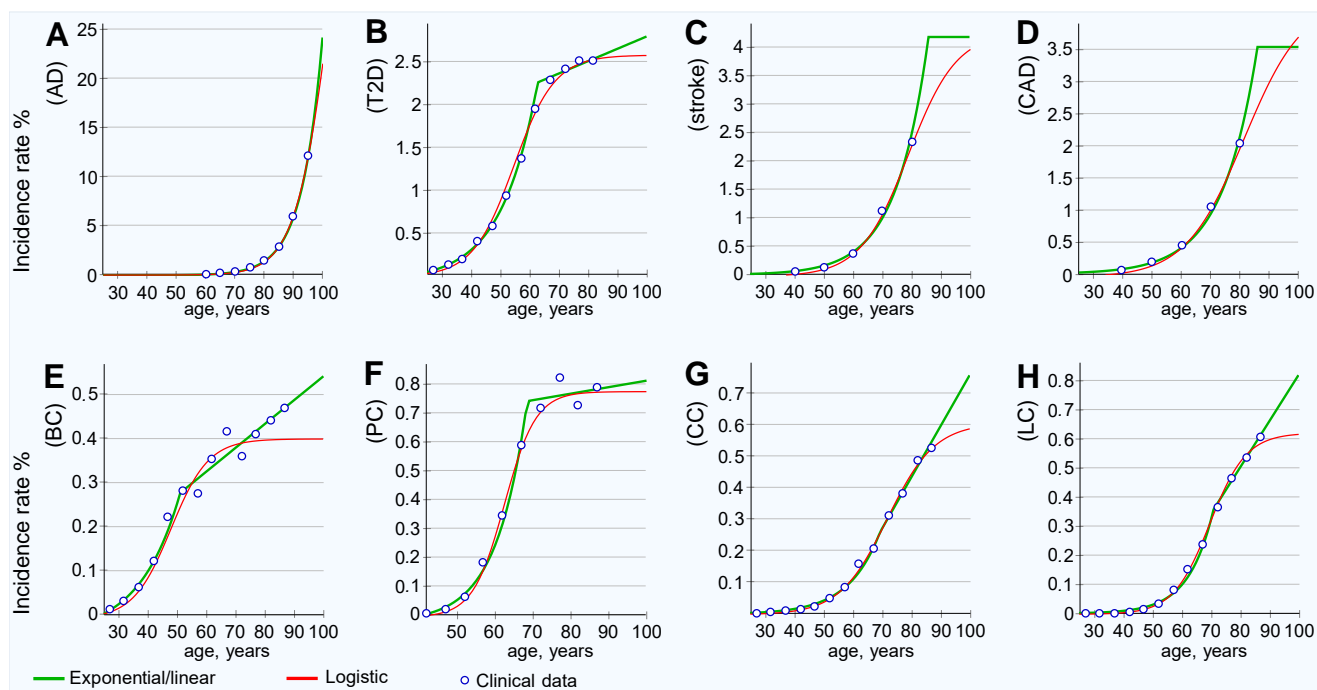 A
B
C
D
Incidence rate %
(AD)
25
20
15
10
5
0
30 40 50 60 70 80 90 100
age, years
(T2D)
2.5
2
1.5
1
0.5
30 40 50 60 70 80 90 100
age, years
(stroke)
4
3.5
3
2.5
2
1.5
1
0.5
0
30 40 50 60 70 80 90 100
age, years
(CAD)
3.5
3
2.5
2
1.5
1
0.5
0
30 40 50 60 70 80 90 100
age, years
E
F
G
H
Incidence rate %
(BC)
0.5
0.4
0.3
0.2
0.1
0
30 40 50 60 70 80 90 100
age, years
(PC)
0.8
0.7
0.6
0.5
0.4
0.3
0.2
0.1
0
50 60 70 80 90 100
age, years
(CC)
0.7
0.6
0.5
0.4
0.3
0.2
0.1
30 40 50 60 70 80 90 100
age, years
(LC)
0.8
0.7
0.6
0.5
0.4
0.3
0.2
0.1
0
30 40 50 60 70 80 90 100
age, years
Exponential/linear Logistic Clinical data